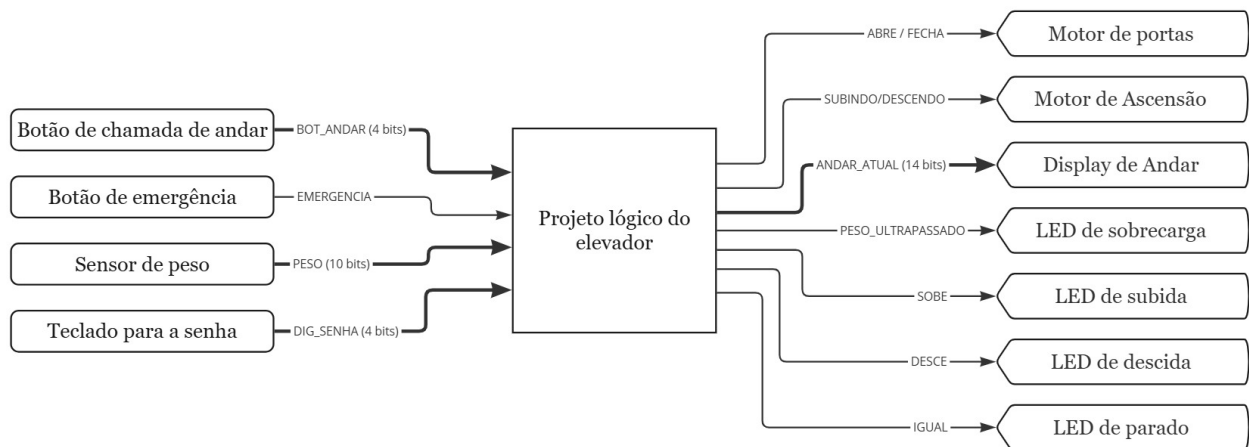 Botão de chamada de andar
BOT_ANDAR (4 bits)
Botão de emergência
EMERGENCIA
Sensor de peso
PESO (10 bits)
Teclado para a senha
DIG_SENHA (4 bits)
Projeto lógico do
elevador
ABRE / FECHA
Motor de portas
SUBINDO/DESCENDO
Motor de Ascensão
ANDAR_ATUAL (14 bits)
Display de Andar
PESO_ULTRAPASSADO
LED de sobrecarga
SOBE
LED de subida
DESCE
LED de descida
IGUAL
LED de parado